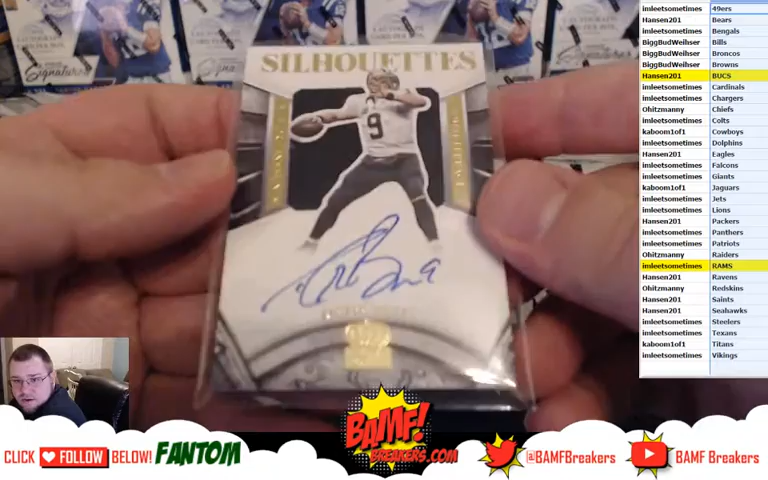 SILHOUETTES
9
Signatures
imleetsometimes 49ers
Hansen201 Bears
imleetsometimes Bengals
BiggBudWeilser Bills
BiggBudWeilser Broncos
BiggBudWeilser Browns
Hansen201 BUCS
imleetsometimes Cardinals
imleetsometimes Chargers
Ohitzmanny Chiefs
imleetsometimes Colts
kaboom1of1 Cowboys
imleetsometimes Dolphins
Hansen201 Eagles
imleetsometimes Falcons
imleetsometimes Giants
kaboom1of1 Jaguars
imleetsometimes Jets
imleetsometimes Lions
Hansen201 Packers
imleetsometimes Panthers
imleetsometimes Patriots
Ohitzmanny Raiders
imleetsometimes RAMS
Hansen201 Ravens
Ohitzmanny Redskins
Hansen201 Saints
Hansen201 Seahawks
imleetsometimes Steelers
imleetsometimes Texans
kaboom1of1 Titans
imleetsometimes Vikings
CLICK FOLLOW BELOW! FANTOM
BAMF!
BREAKERS.COM
@BAMFBreakers
BAMF Breakers